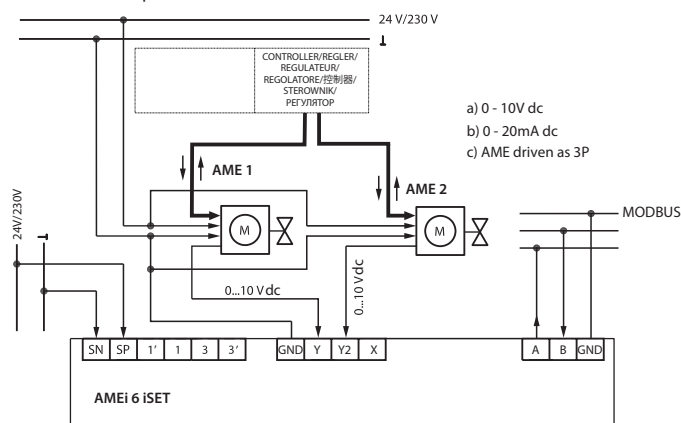 24 V/230 V
CONTROLLER/REGLER/
REGULATEUR/
REGOLATORE/控制器/
STEROWNIK/
РЕГУЛЯТОР
a) 0 - 10V dc
b) 0 - 20mA dc
c) AME driven as 3P
AME 1
AME 2
M
M
24V/230V
MODBUS
0...10 Vdc
0...10 Vdc
SN SP 1' 1 3 3' GND Y Y2 X A B GND
AMEi 6 iSET